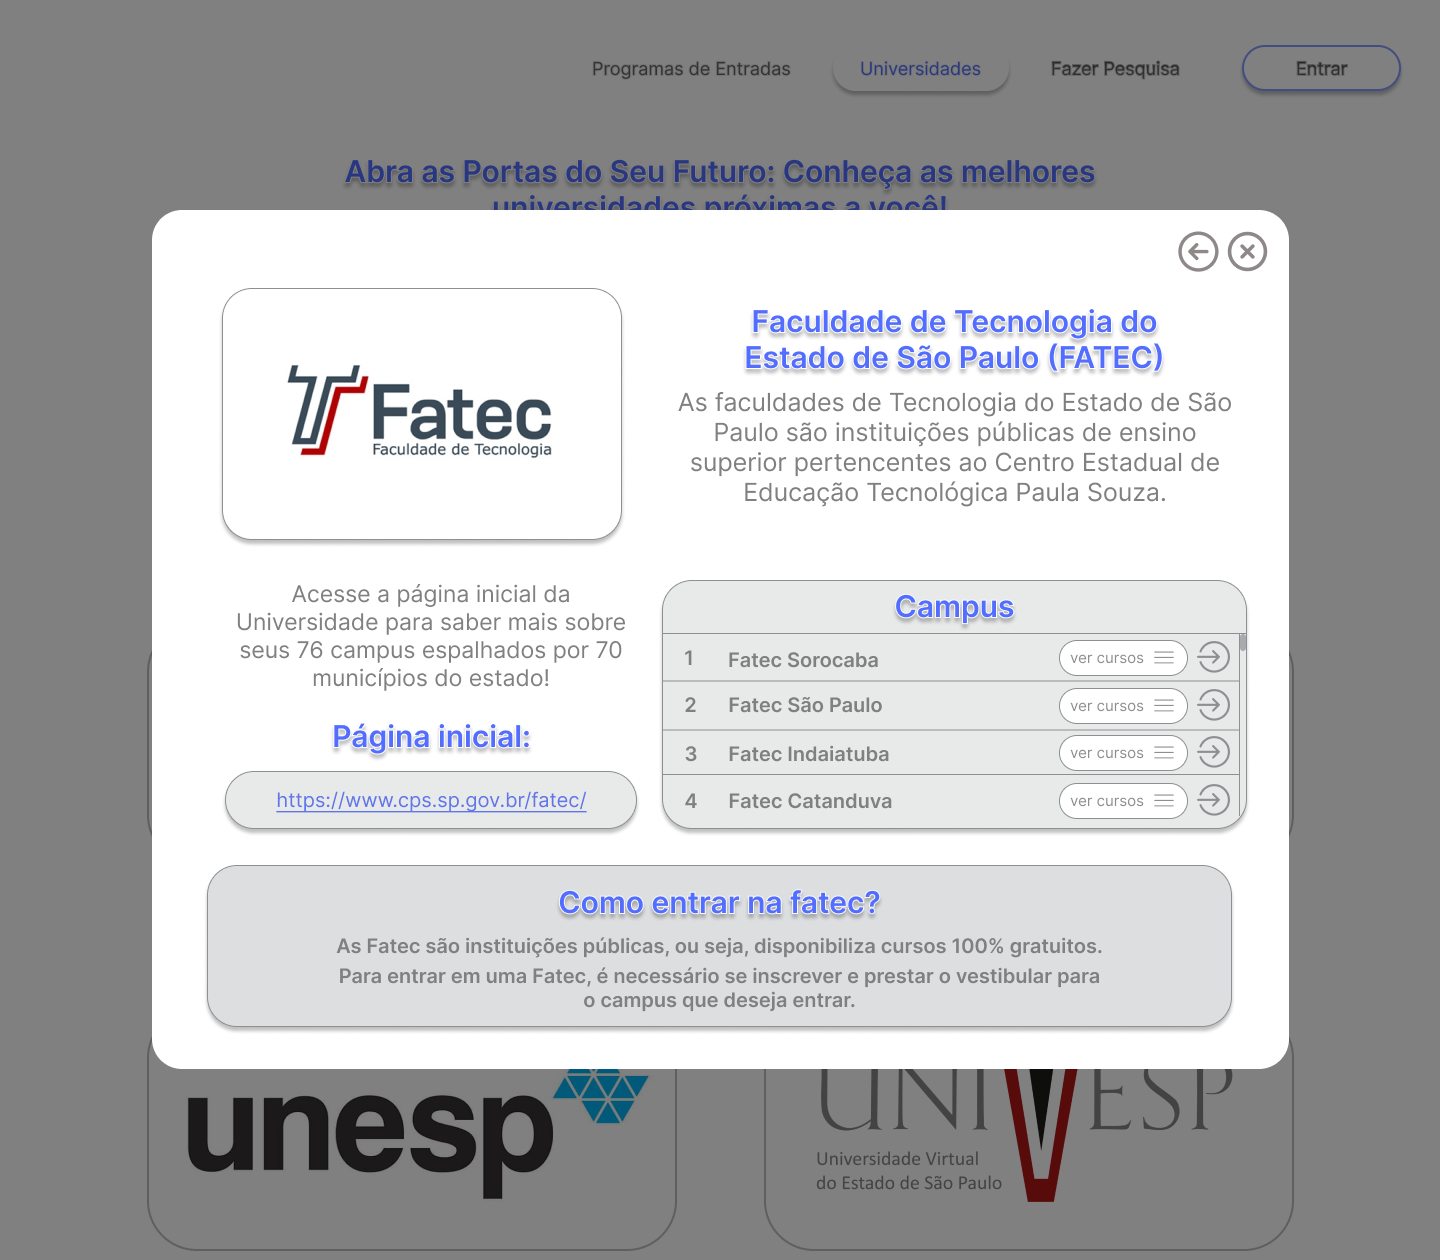 Programas de Entradas
Universidades
Fazer Pesquisa
Entrar
Abra as Portas do Seu Futuro: Conheça as melhores
universidades próximas a você!
Fatec
Faculdade de Tecnologia
Faculdade de Tecnologia do
Estado de São Paulo (FATEC)
As faculdades de Tecnologia do Estado de São
Paulo são instituições públicas de ensino
superior pertencentes ao Centro Estadual de
Educação Tecnológica Paula Souza.
Acesse a página inicial da
Universidade para saber mais sobre
seus 76 campus espalhados por 70
municípios do estado!
Página inicial:
https://www.cps.sp.gov.br/fatec/
Campus
1 Fatec Sorocaba ver cursos
2 Fatec São Paulo ver cursos
3 Fatec Indaiatuba ver cursos
4 Fatec Catanduva ver cursos
Como entrar na fatec?
As Fatec são instituições públicas, ou seja, disponibiliza cursos 100% gratuitos.
Para entrar em uma Fatec, é necessário se inscrever e prestar o vestibular para
o campus que deseja entrar.
unesp
UNIVESP
Universidade Virtual
do Estado de São Paulo